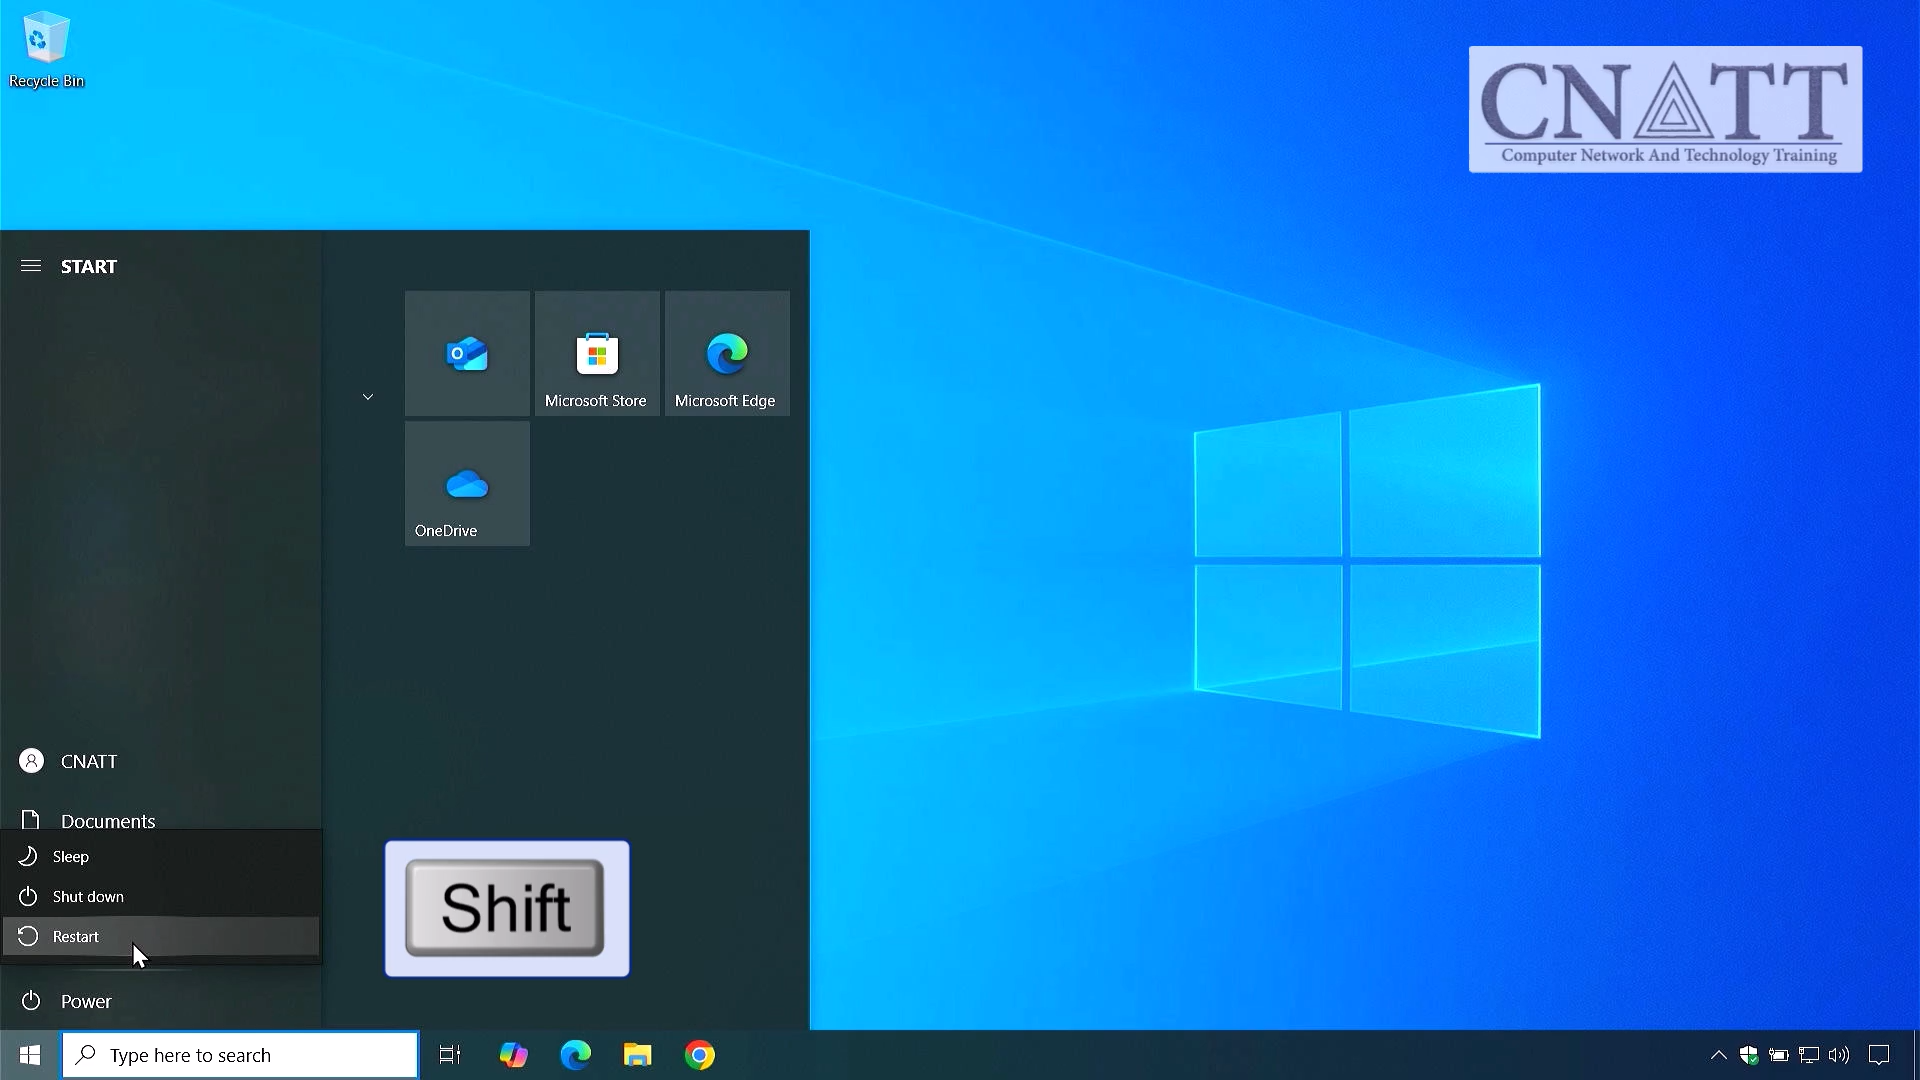 Recycle Bin
CNATT
Computer Network And Technology Training
START
Microsoft Store
Microsoft Edge
OneDrive
CNATT
Documents
Sleep
Shut down
Restart
Shift
Power
Type here to search